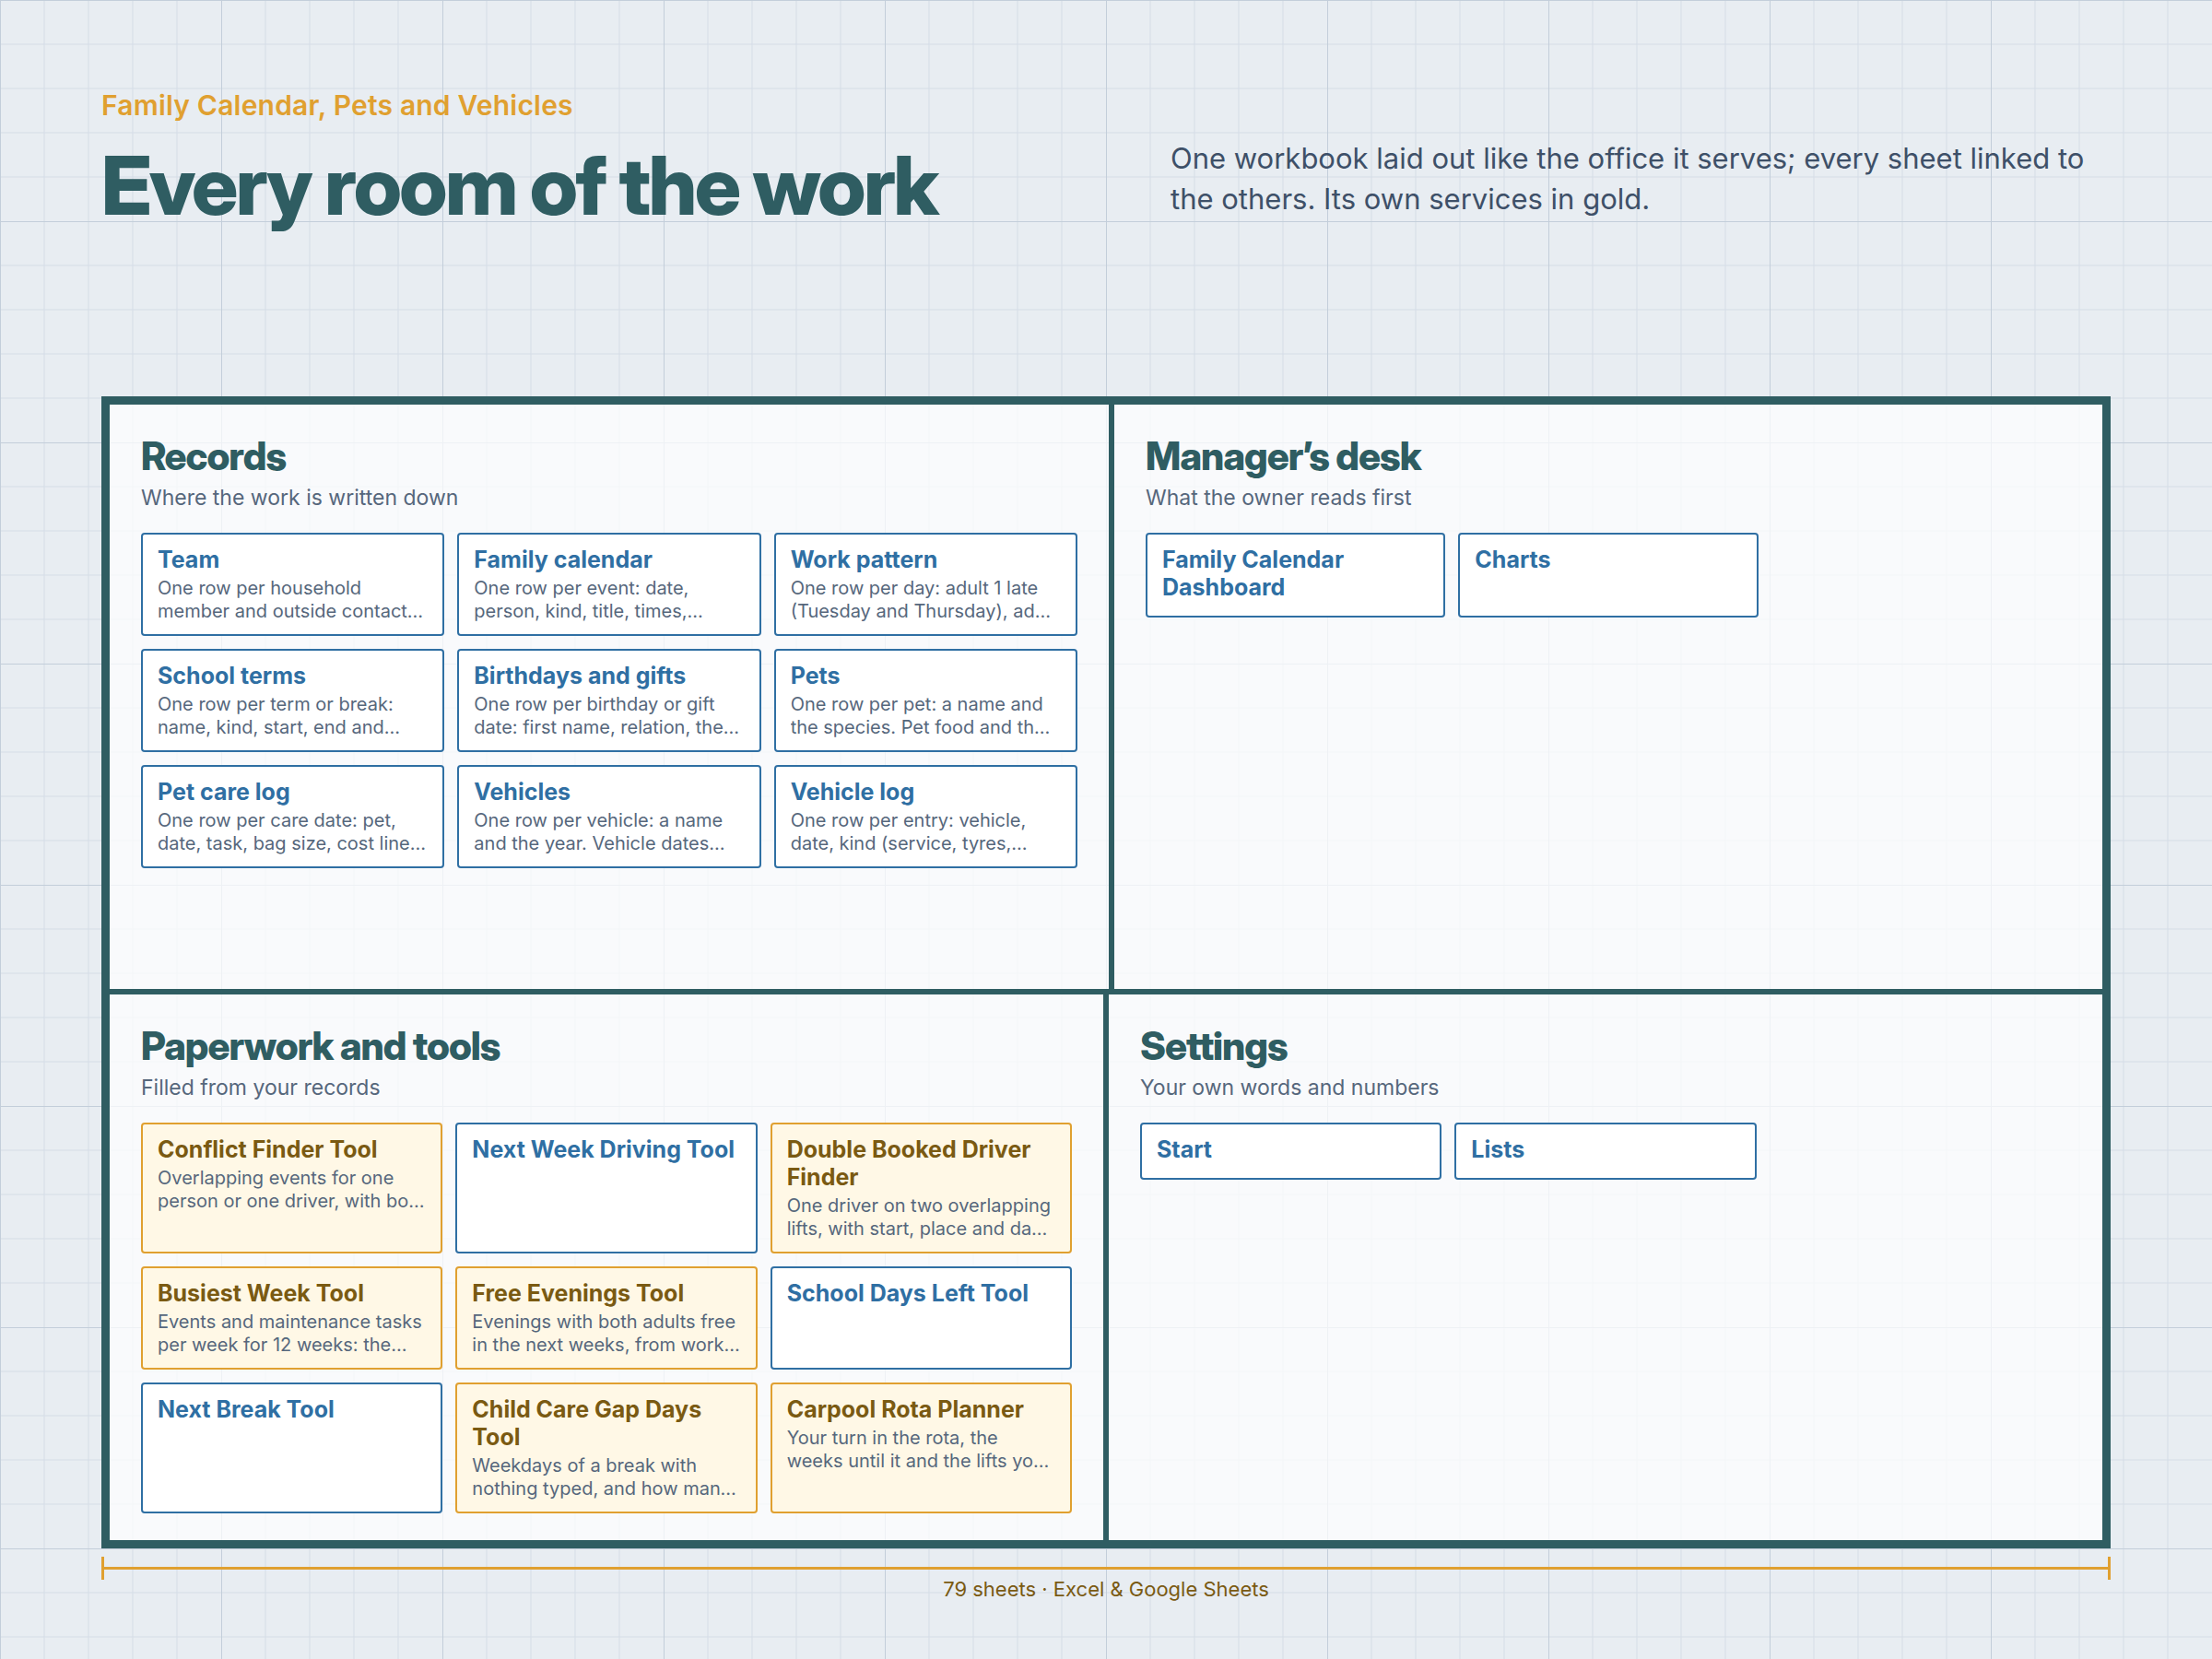 Family Calendar, Pets and Vehicles
Every room of the work
One workbook laid out like the office it serves; every sheet linked to
the others. Its own services in gold.
Records
Where the work is written down
Team
One row per household
member and outside contact...
Family calendar
One row per event: date,
person, kind, title, times,...
Work pattern
One row per day: adult 1 late
(Tuesday and Thursday), ad...
School terms
One row per term or break:
name, kind, start, end and...
Birthdays and gifts
One row per birthday or gift
date: first name, relation, the...
Pets
One row per pet: a name and
the species. Pet food and th...
Pet care log
One row per care date: pet,
date, task, bag size, cost line...
Vehicles
One row per vehicle: a name
and the year. Vehicle dates...
Vehicle log
One row per entry: vehicle,
date, kind (service, tyres,...
Manager's desk
What the owner reads first
Family Calendar
Dashboard
Charts
Paperwork and tools
Filled from your records
Conflict Finder Tool
Overlapping events for one
person or one driver, with bo...
Next Week Driving Tool
Double Booked Driver
Finder
One driver on two overlapping
lifts, with start, place and da...
Busiest Week Tool
Events and maintenance tasks
per week for 12 weeks: the...
Free Evenings Tool
Evenings with both adults free
in the next weeks, from work...
School Days Left Tool
Next Break Tool
Child Care Gap Days
Tool
Weekdays of a break with
nothing typed, and how man...
Carpool Rota Planner
Your turn in the rota, the
weeks until it and the lifts yo...
Settings
Your own words and numbers
Start
Lists
79 sheets · Excel & Google Sheets